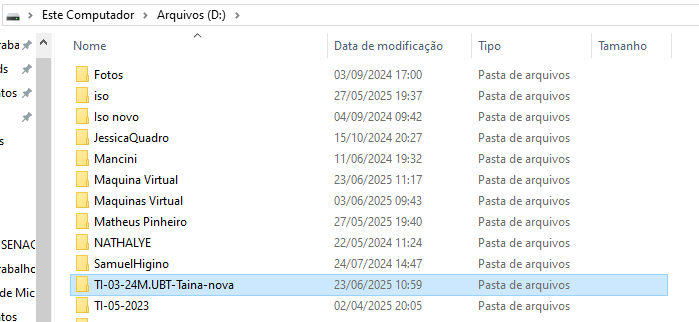 Este Computador > Arquivos (D:) >
Nome Data de modificação Tipo Tamanho
Fotos 03/09/2024 17:00 Pasta de arquivos
iso 27/05/2025 19:37 Pasta de arquivos
Iso novo 04/09/2024 09:42 Pasta de arquivos
JessicaQuadro 15/10/2024 20:27 Pasta de arquivos
Mancini 11/06/2024 19:32 Pasta de arquivos
Maquina Virtual 23/06/2025 11:17 Pasta de arquivos
Maquinas Virtual 03/06/2025 09:43 Pasta de arquivos
Matheus Pinheiro 27/05/2025 19:40 Pasta de arquivos
NATHALYE 22/05/2024 11:24 Pasta de arquivos
SamuelHigino 24/07/2024 14:47 Pasta de arquivos
TI-03-24M.UBT-Taina-nova 23/06/2025 10:59 Pasta de arquivos
TI-05-2023 02/04/2025 20:05 Pasta de arquivos
raba
ds
ntos
s
SENAC
rabalho
de Mic
ntos